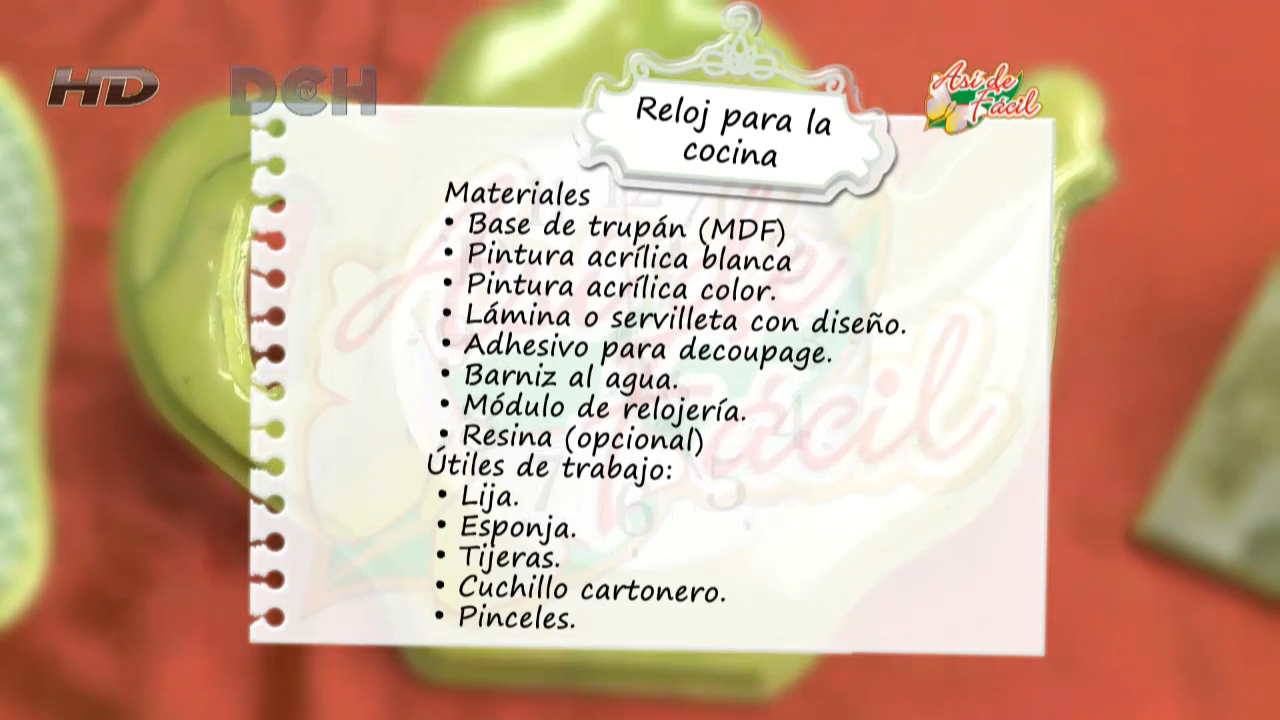 HD
DCH
TV
Así de
Fácil
Reloj para la
cocina
Materiales
• Base de trupán (MDF)
• Pintura acrílica blanca
• Pintura acrílica color.
• Lámina o servilleta con diseño.
• Adhesivo para decoupage.
• Barniz al agua.
• Módulo de relojería.
• Resina (opcional)
Útiles de trabajo:
• Lija.
• Esponja.
• Tijeras.
• Cuchillo cartonero.
• Pinceles.